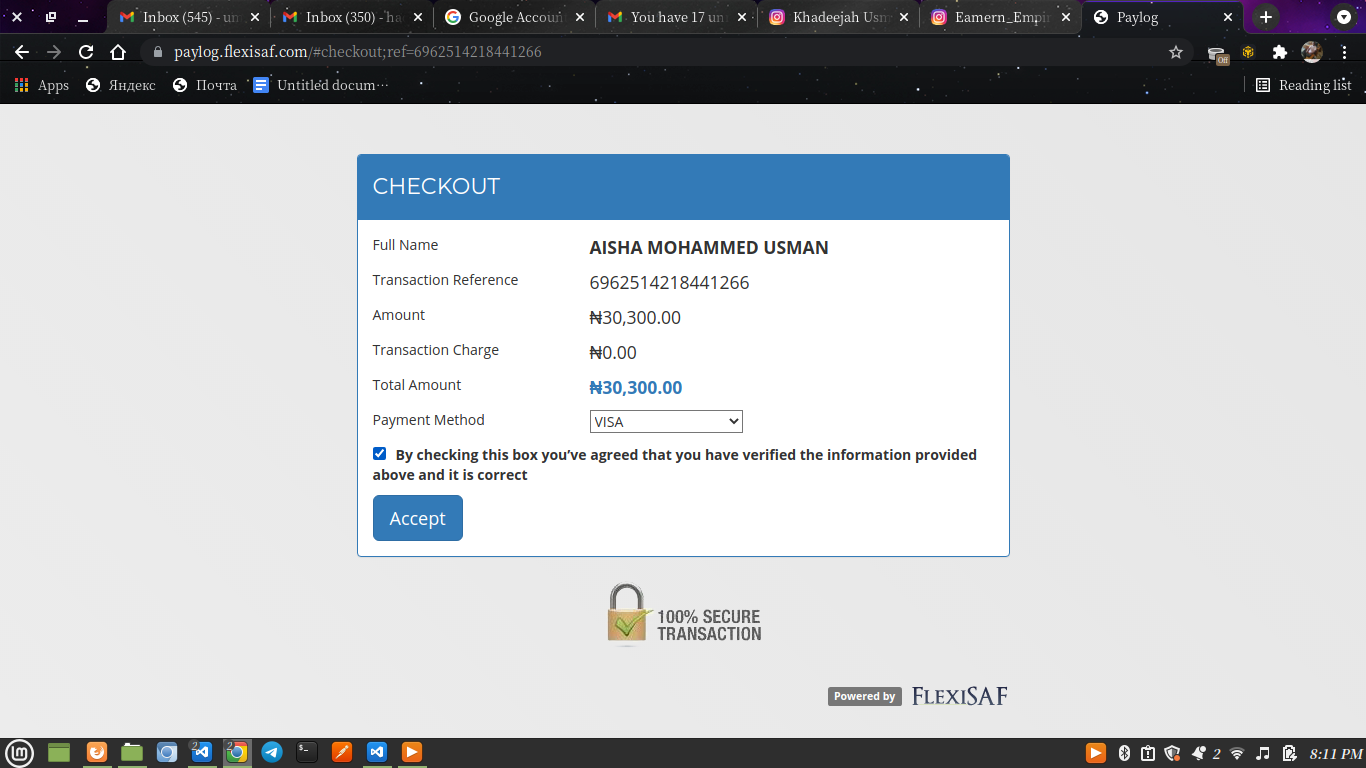 Inbox (545) - un
Inbox (350) - ha
Google Accoun
You have 17 un
Khadeejah Usm
Eamern_Empir
Paylog
paylog.flexisaf.com/#checkout;ref=6962514218441266
Off
Apps
Яндекс
Почта
Untitled docum…
Reading list
CHECKOUT
Full Name AISHA MOHAMMED USMAN
Transaction Reference 6962514218441266
Amount ₦30,300.00
Transaction Charge ₦0.00
Total Amount ₦30,300.00
Payment Method VISA
By checking this box you’ve agreed that you have verified the information provided
above and it is correct
Accept
100% SECURE
TRANSACTION
Powered by FLEXISAF
2
2
2
8:11 PM